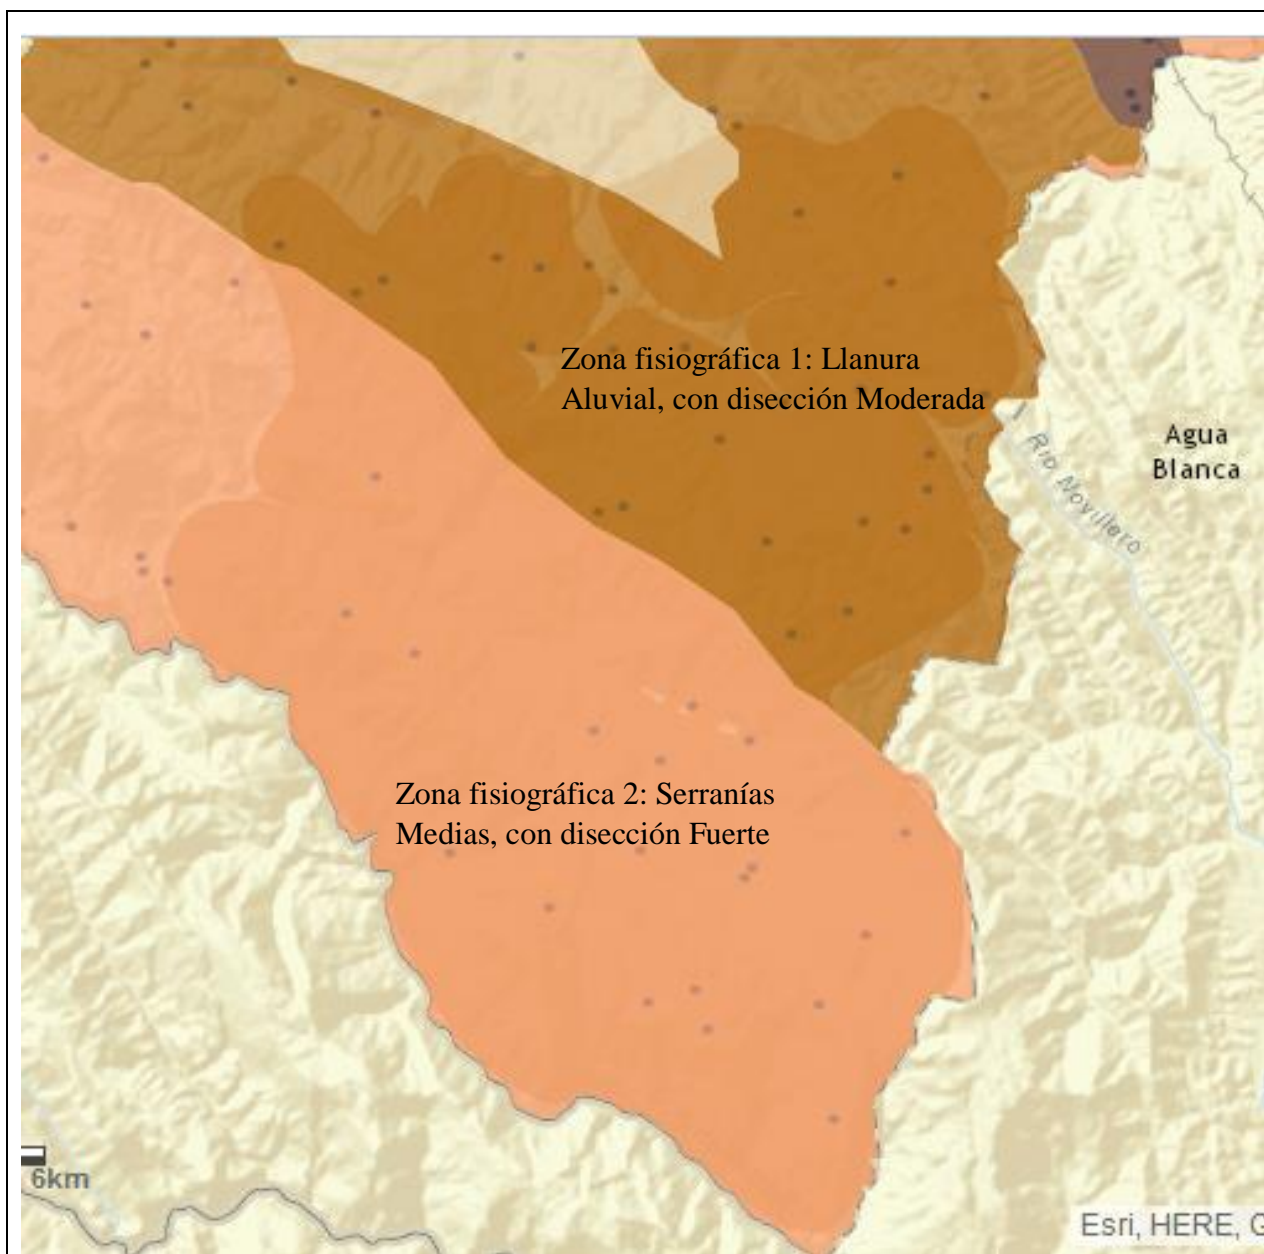 Zona fisiográfica 1: Llanura
Aluvial, con disección Moderada
Agua
Blanca
Río Novillero
Zona fisiográfica 2: Serranías
Medias, con disección Fuerte
6km
Esri, HERE, G